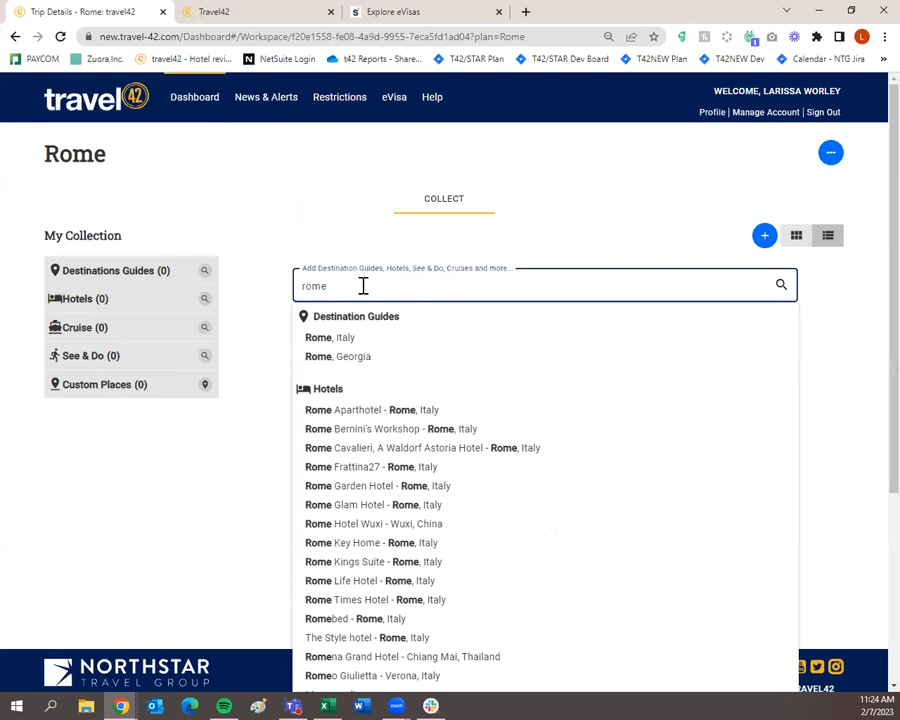 Trip Details - Rome: travel42
Travel42
Explore eVisas
new.travel-42.com/Dashboard#/Workspace/f20e1558-fe08-4a9d-9955-7eca5fd1ad04?plan=Rome
PAYCOM
Zuora,Inc.
travel42 - Hotel revi...
NetSuite Login
t42 Reports - Share...
T42/STAR Plan
T42/STAR Dev Board
T42NEW Plan
T42NEW Dev
Calendar - NTG Jira
travel42
Dashboard
News & Alerts
Restrictions
eVisa
Help
WELCOME, LARISSA WORLEY
Profile | Manage Account | Sign Out
Rome
COLLECT
My Collection
Destinations Guides (0)
Hotels (0)
Cruise (0)
See & Do (0)
Custom Places (0)
Add Destination Guides, Hotels, See & Do, Cruises and more...
rome
Destination Guides
Rome, Italy
Rome, Georgia
Hotels
Rome Aparthotel - Rome, Italy
Rome Bernini's Workshop - Rome, Italy
Rome Cavalieri, A Waldorf Astoria Hotel - Rome, Italy
Rome Frattina27 - Rome, Italy
Rome Garden Hotel - Rome, Italy
Rome Glam Hotel - Rome, Italy
Rome Hotel Wuxi - Wuxi, China
Rome Key Home - Rome, Italy
Rome Kings Suite - Rome, Italy
Rome Life Hotel - Rome, Italy
Rome Times Hotel - Rome, Italy
Romebed - Rome, Italy
The Style hotel - Rome, Italy
Romena Grand Hotel - Chiang Mai, Thailand
Romeo Giulietta - Verona, Italy
NORTHSTAR
TRAVEL GROUP
TRAVEL42
11:24 AM
2/7/2023